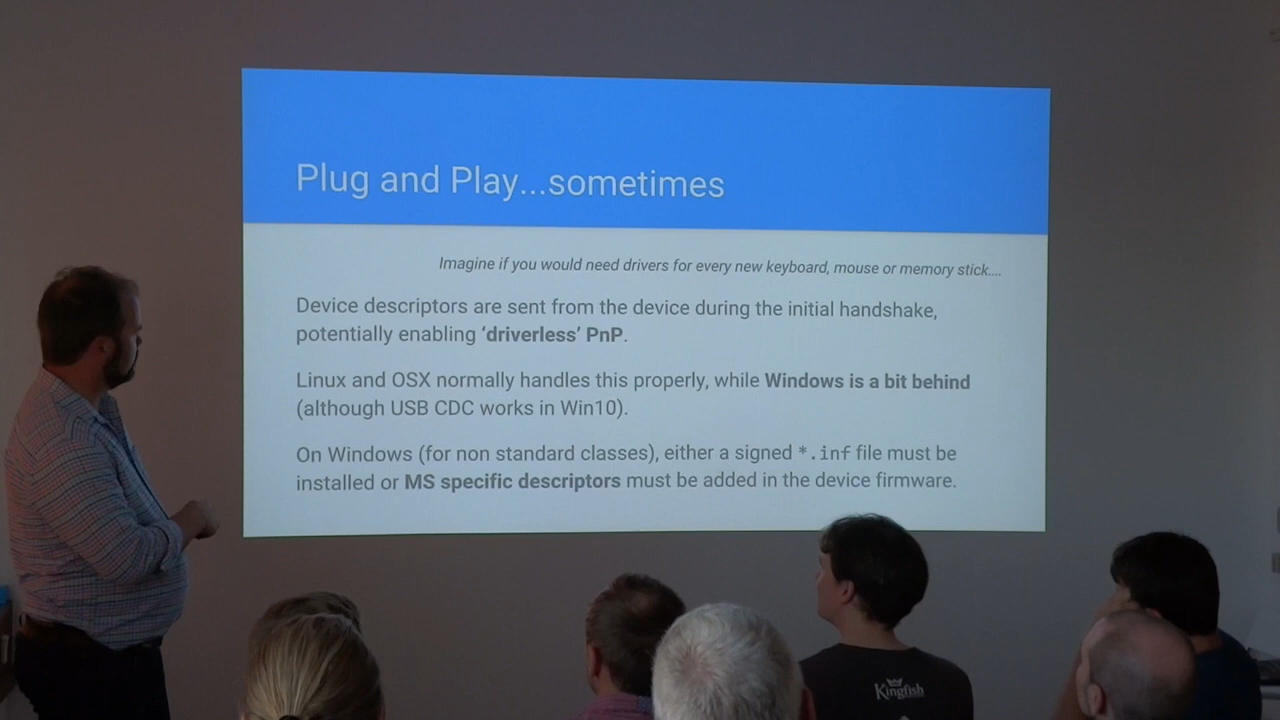 Plug and Play...sometimes
Imagine if you would need drivers for every new keyboard, mouse or memory stick....
Device descriptors are sent from the device during the initial handshake,
potentially enabling ‘driverless’ PnP.
Linux and OSX normally handles this properly, while Windows is a bit behind
(although USB CDC works in Win10).
On Windows (for non standard classes), either a signed *.inf file must be
installed or MS specific descriptors must be added in the device firmware.
Kingfish